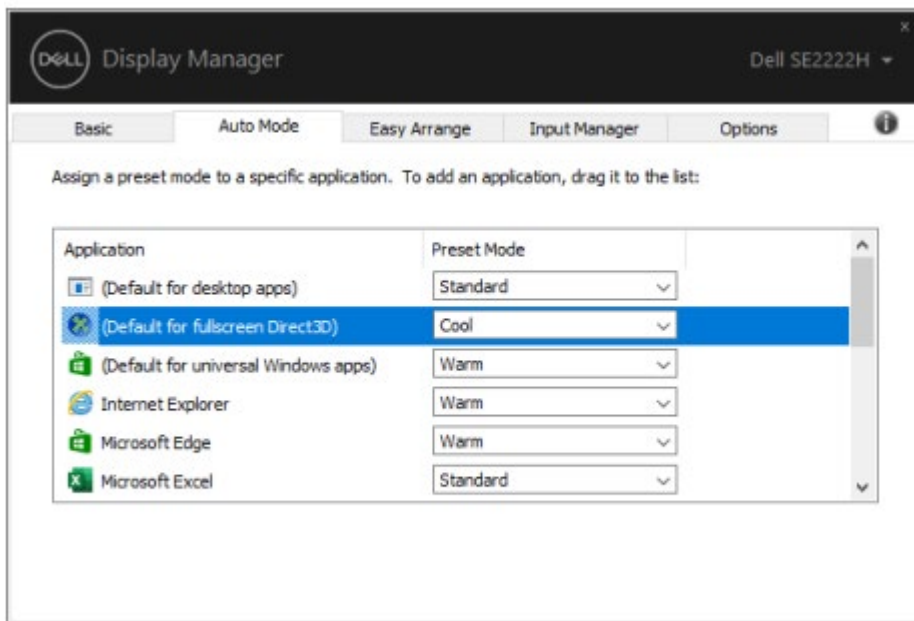 DELL Display Manager
Dell SE2222H
Basic Auto Mode Easy Arrange Input Manager Options
Assign a preset mode to a specific application. To add an application, drag it to the list:
Application Preset Mode
(Default for desktop apps) Standard
(Default for fullscreen Direct3D) Cool
(Default for universal Windows apps) Warm
Internet Explorer Warm
Microsoft Edge Warm
Microsoft Excel Standard